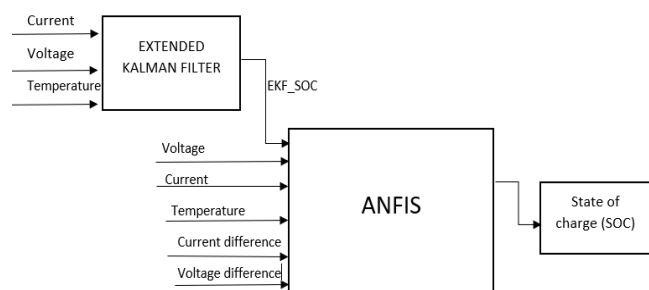 Current
EXTENDED
KALMAN FILTER
Voltage
Temperature
EKF_SOC
Voltage
Current
Temperature
Current difference
Voltage difference
ANFIS
State of
charge (SOC)